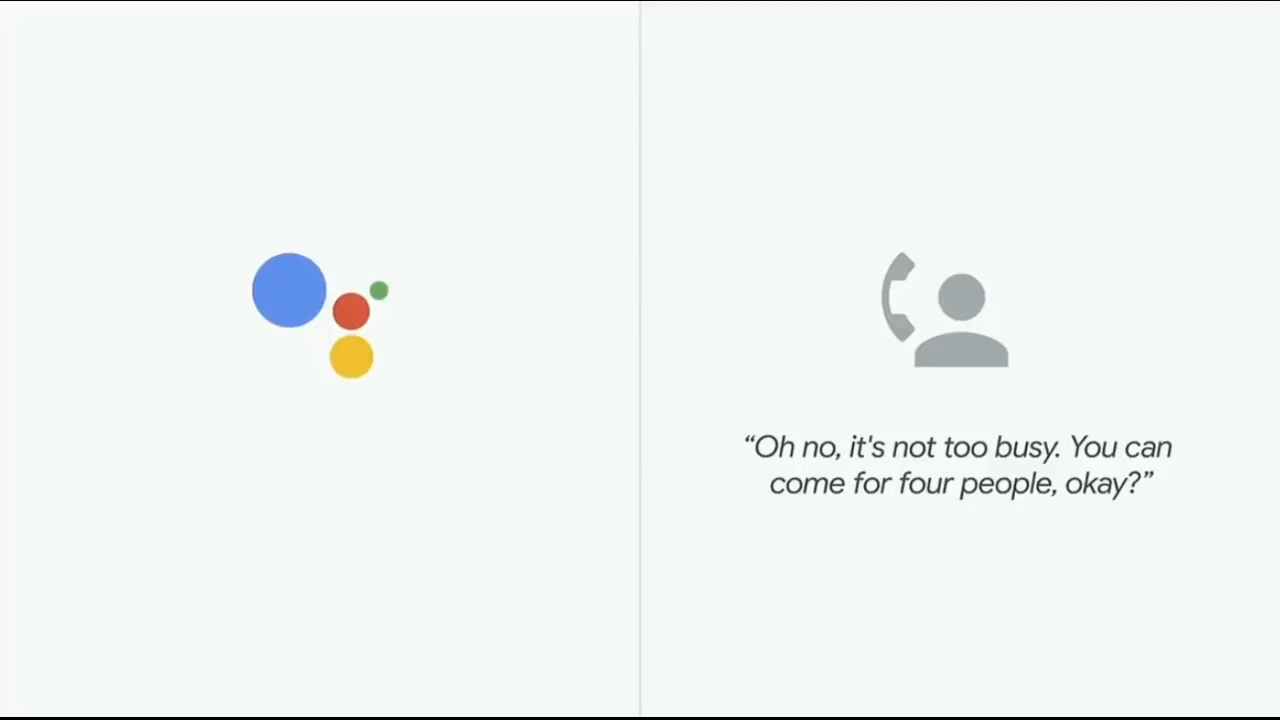 “Oh no, it's not too busy. You can
come for four people, okay?”